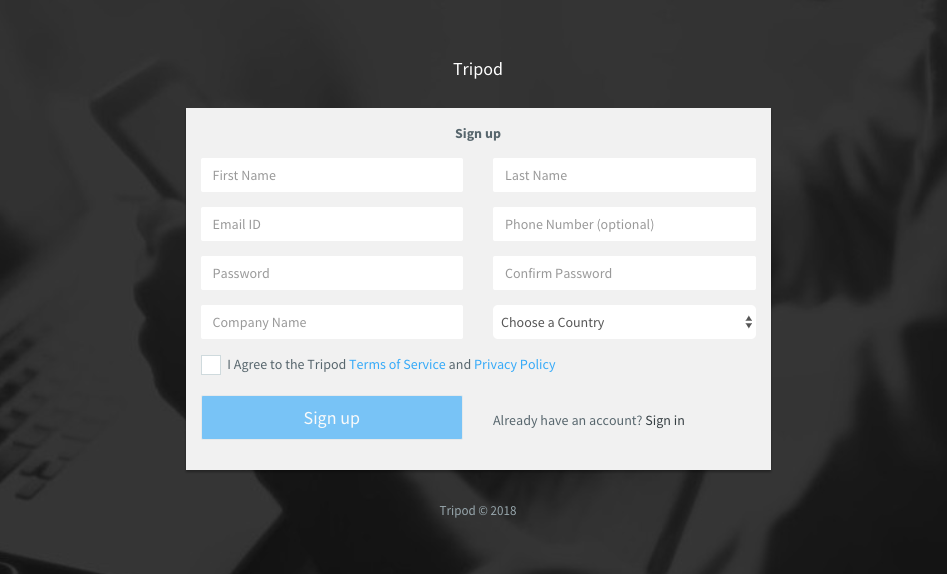 Tripod
Sign up
First Name
Last Name
Email ID
Phone Number (optional)
Password
Confirm Password
Company Name
Choose a Country
I Agree to the Tripod Terms of Service and Privacy Policy
Sign up
Already have an account? Sign in
Tripod © 2018